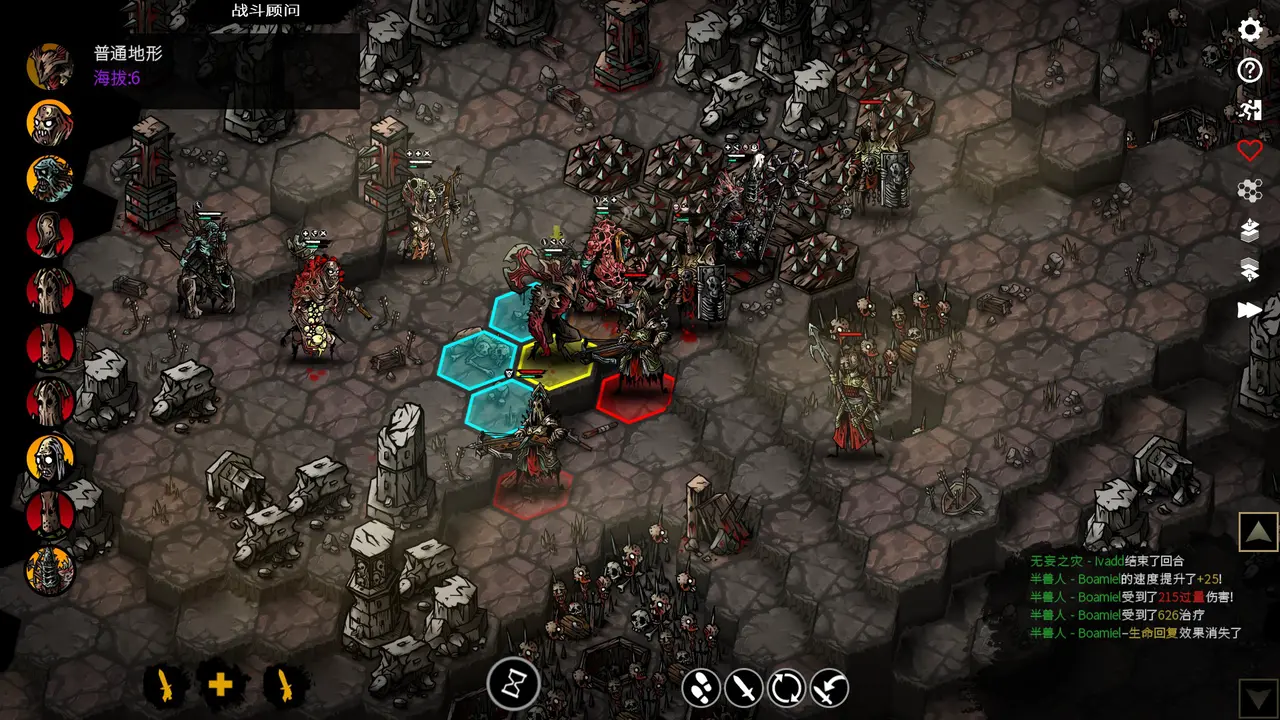 战斗顾问
普通地形
海拔:6
无妄之灾 - Ivadd结束了回合
半兽人 - Boamiel的速度提升了+25!
半兽人 - Boamiel受到了215过量伤害!
半兽人 - Boamiel受到了626治疗
半兽人 - Boamiel-生命回复效果消失了